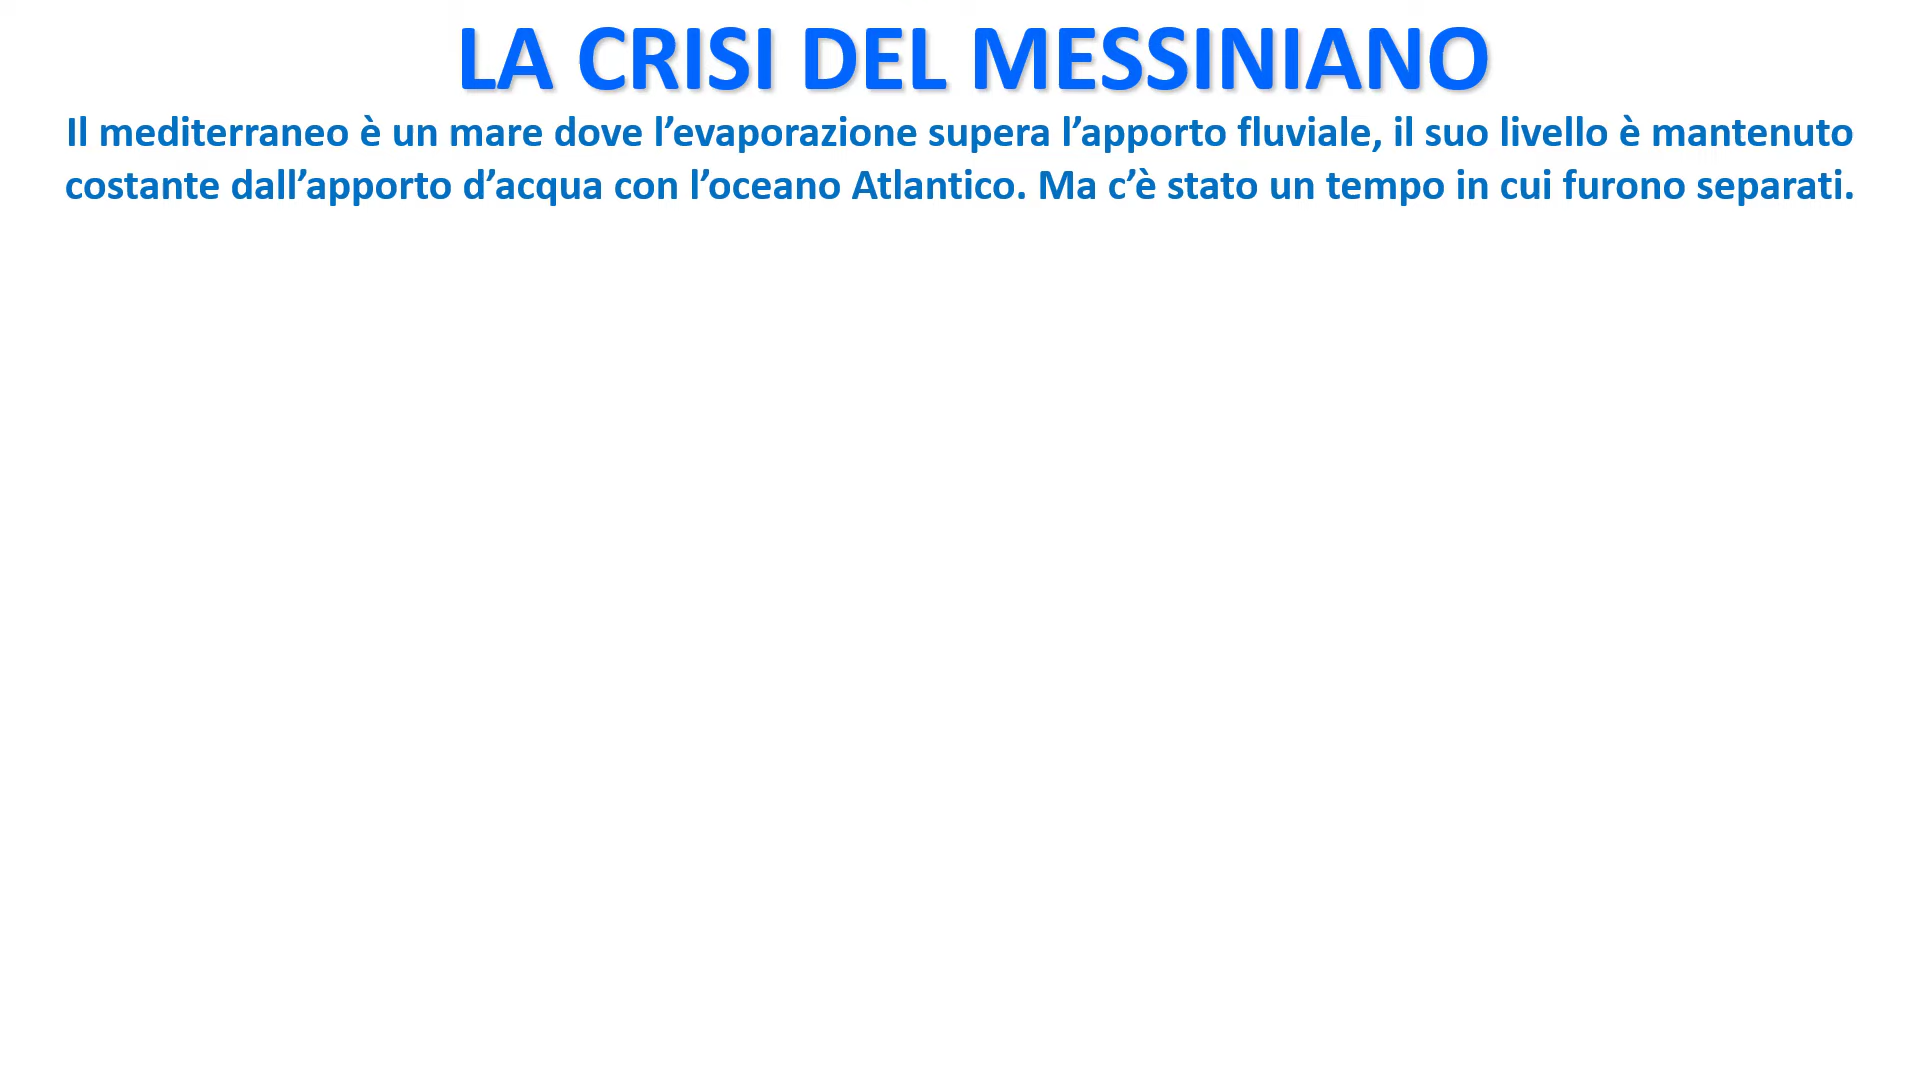 LA CRISI DEL MESSINIANO
Il mediterraneo è un mare dove l’evaporazione supera l’apporto fluviale, il suo livello è mantenuto
costante dall’apporto d’acqua con l’oceano Atlantico. Ma c’è stato un tempo in cui furono separati.